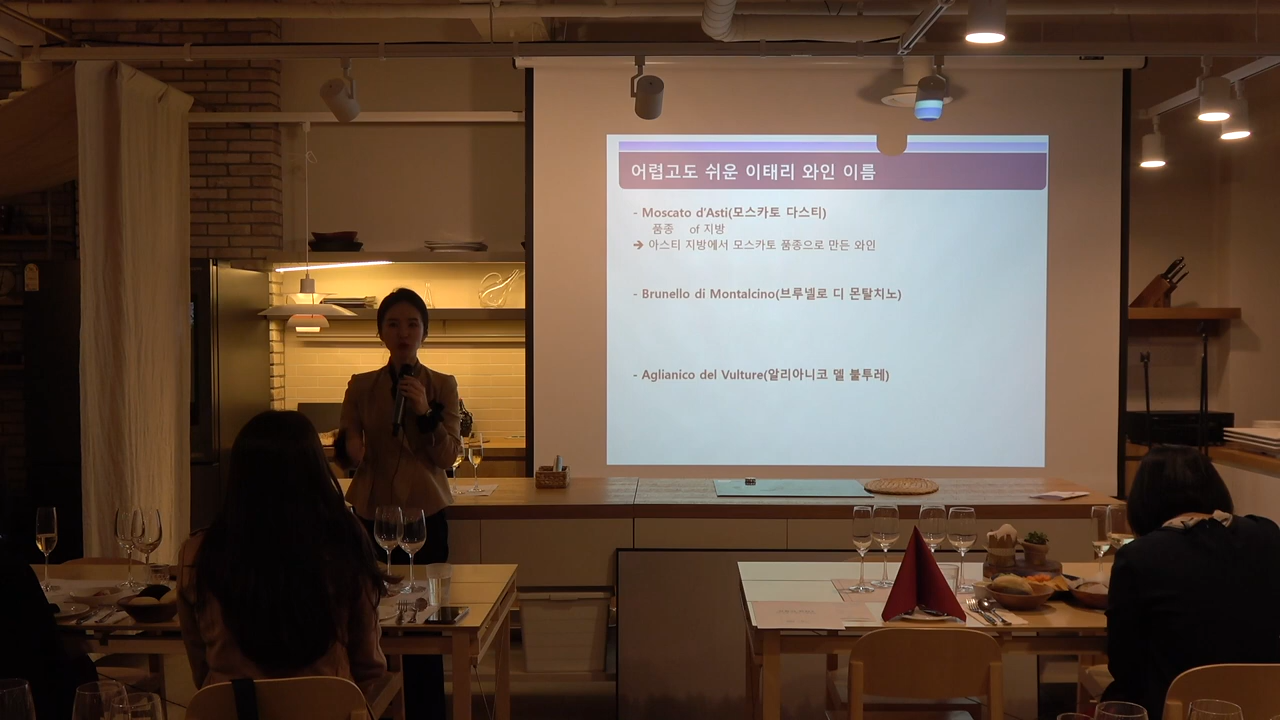 어렵고도 쉬운 이태리 와인 이름
- Moscato d'Asti(모스카토 다스티)
품종 of 지방
➔ 아스티 지방에서 모스카토 품종으로 만든 와인
- Brunello di Montalcino(브루넬로 디 몬탈치노)
- Aglianico del Vulture(알리아니코 델 불투레)